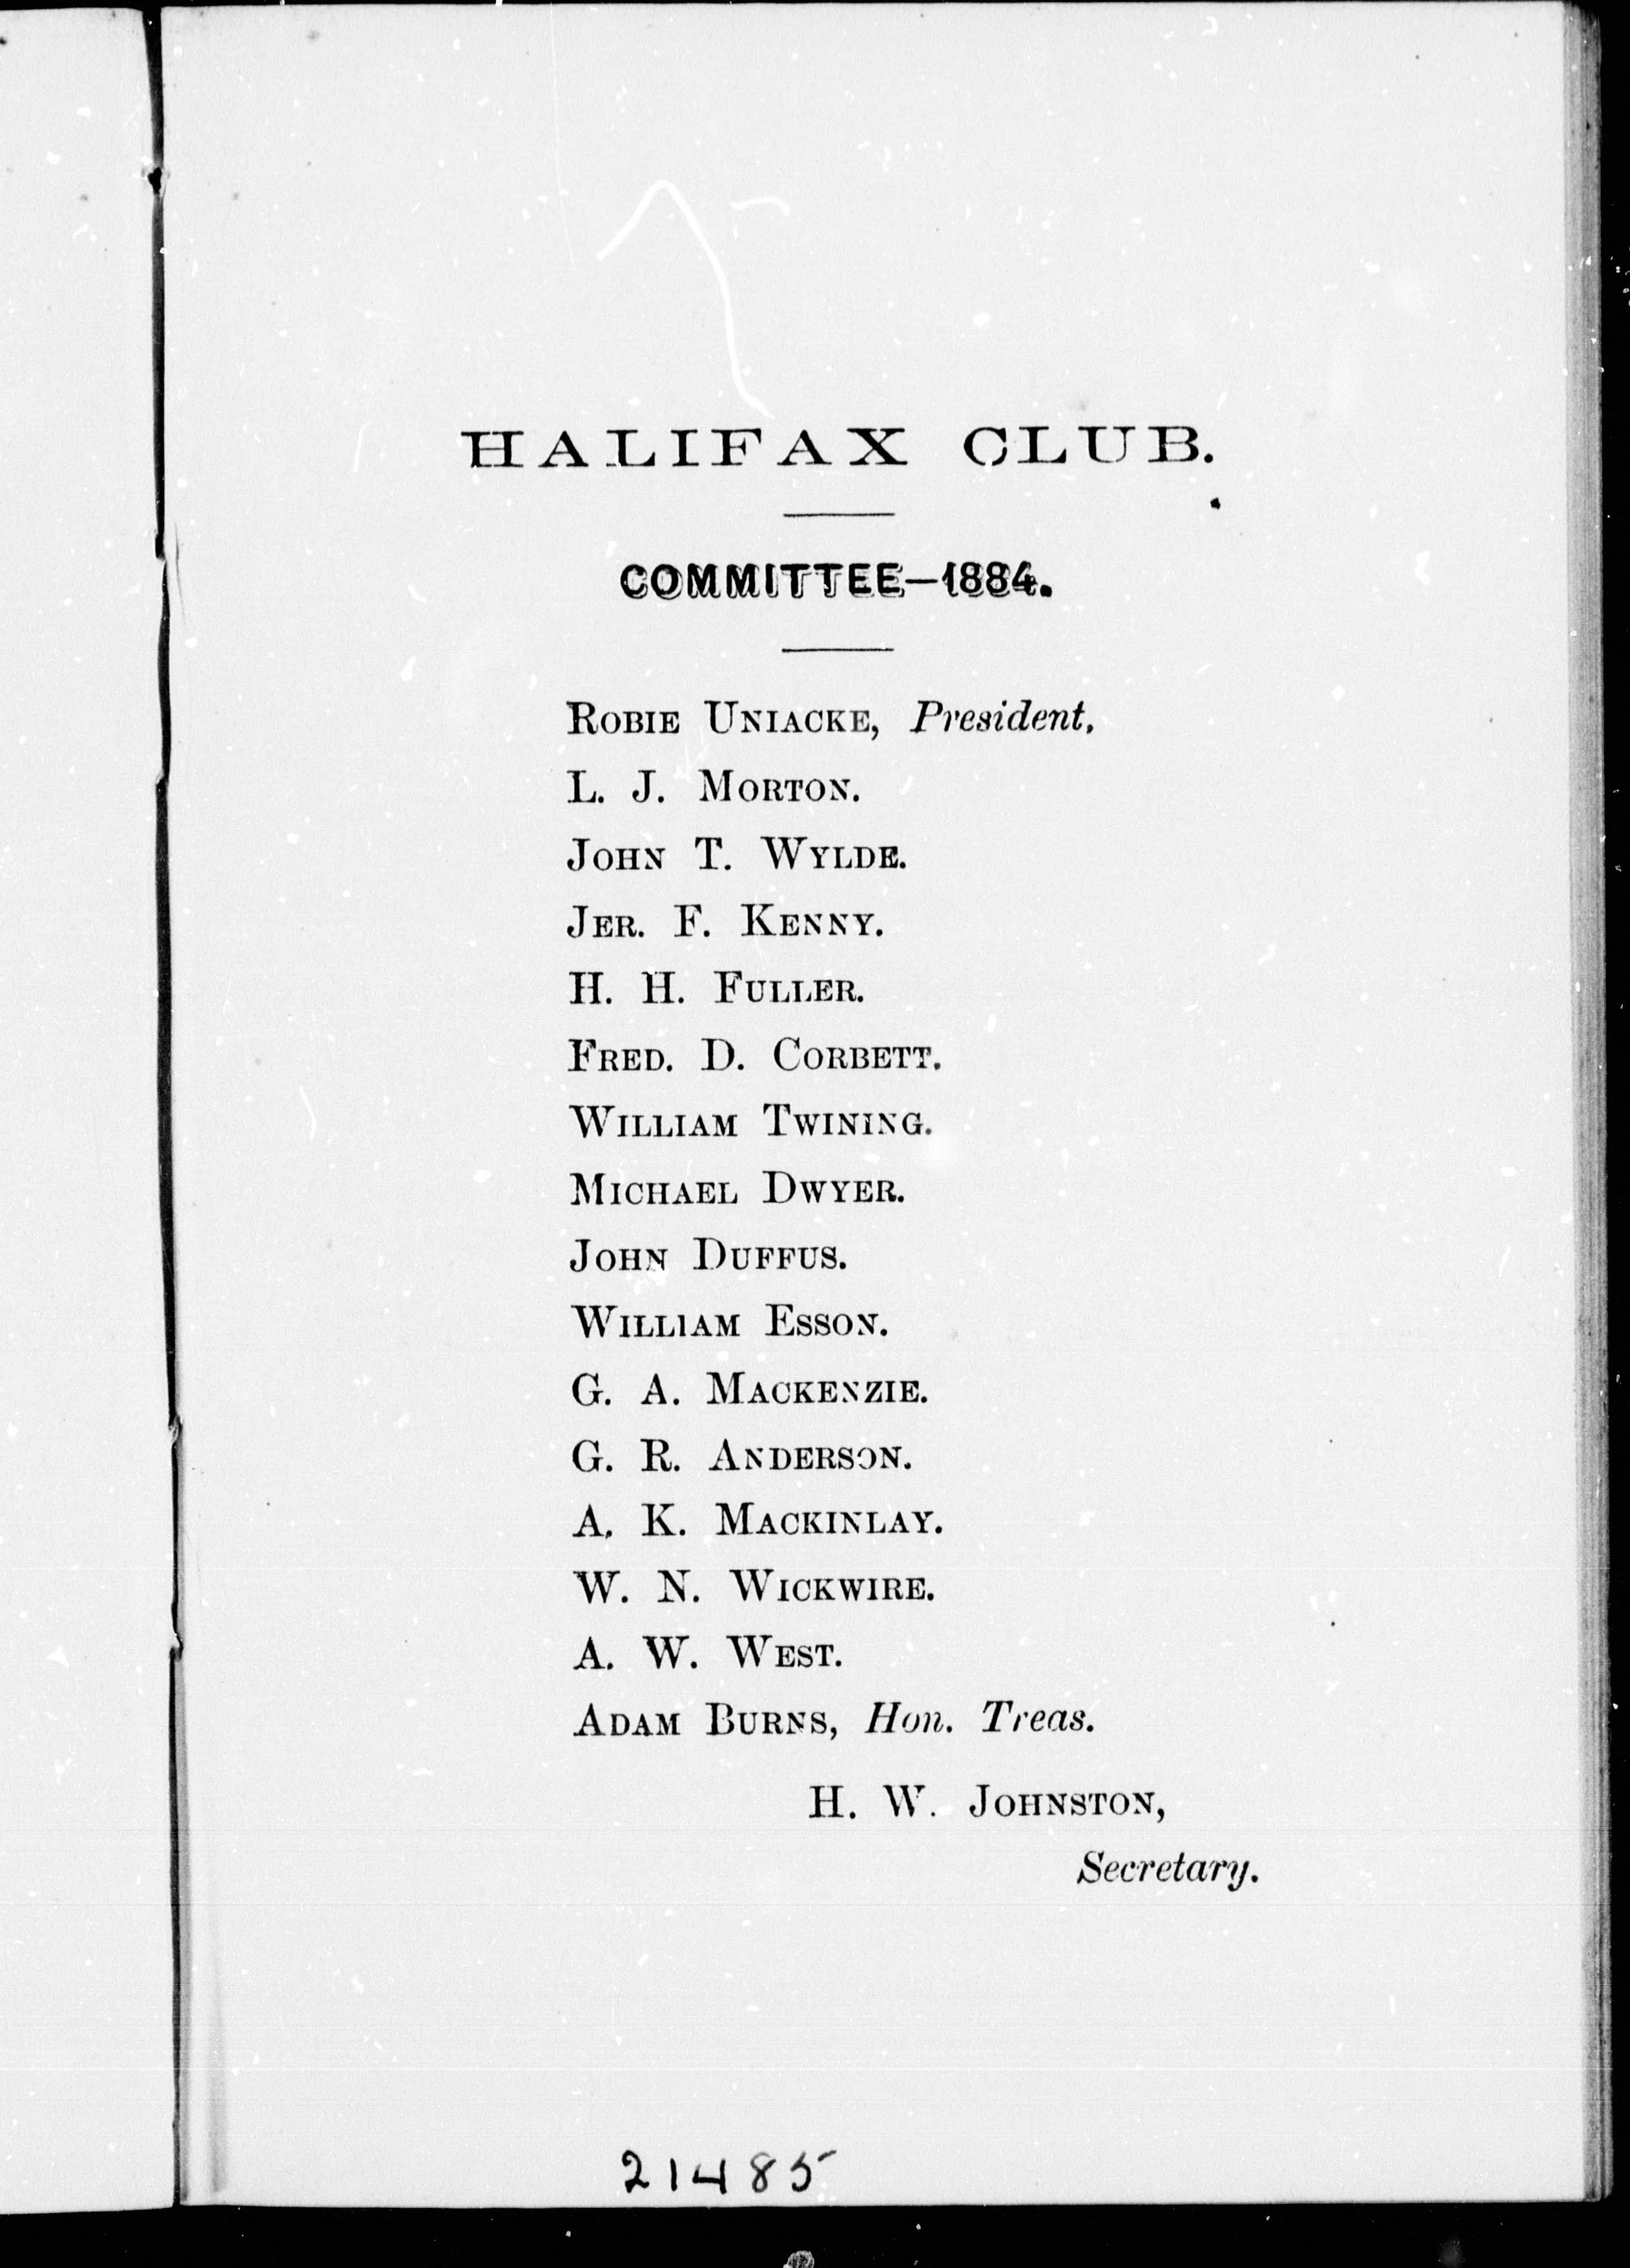 HALIFAX CLUB.
COMMITTEE—1884.
ROBIE UNIACKE, President.
L. J. MORTON.
JOHN T. WYLDE.
JER. F. KENNY.
H. H. FULLER.
FRED. D. CORBETT.
WILLIAM TWINING.
MICHAEL DWYER.
JOHN DUFFUS.
WILLIAM ESSON.
G. A. MACKENZIE.
G. R. ANDERSON.
A. K. MACKINLAY.
W. N. WICKWIRE.
A. W. WEST.
ADAM BURNS, Hon. Treas.
H. W. JOHNSTON,
Secretary.
21485